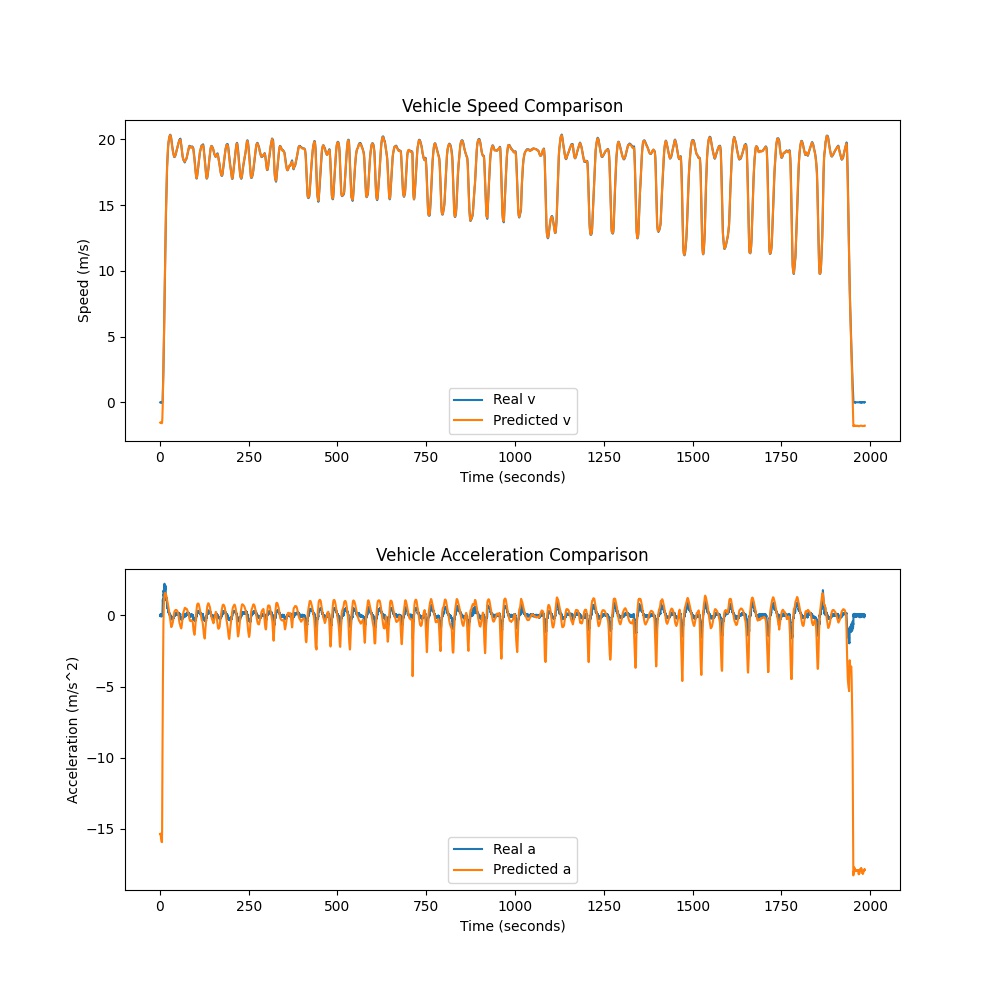 Vehicle Speed Comparison
20
15
10
5
0
Speed (m/s)
Real v
Predicted v
0 250 500 750 1000 1250 1500 1750 2000
Time (seconds)
Vehicle Acceleration Comparison
0
−5
−10
−15
Acceleration (m/s^2)
Real a
Predicted a
0 250 500 750 1000 1250 1500 1750 2000
Time (seconds)